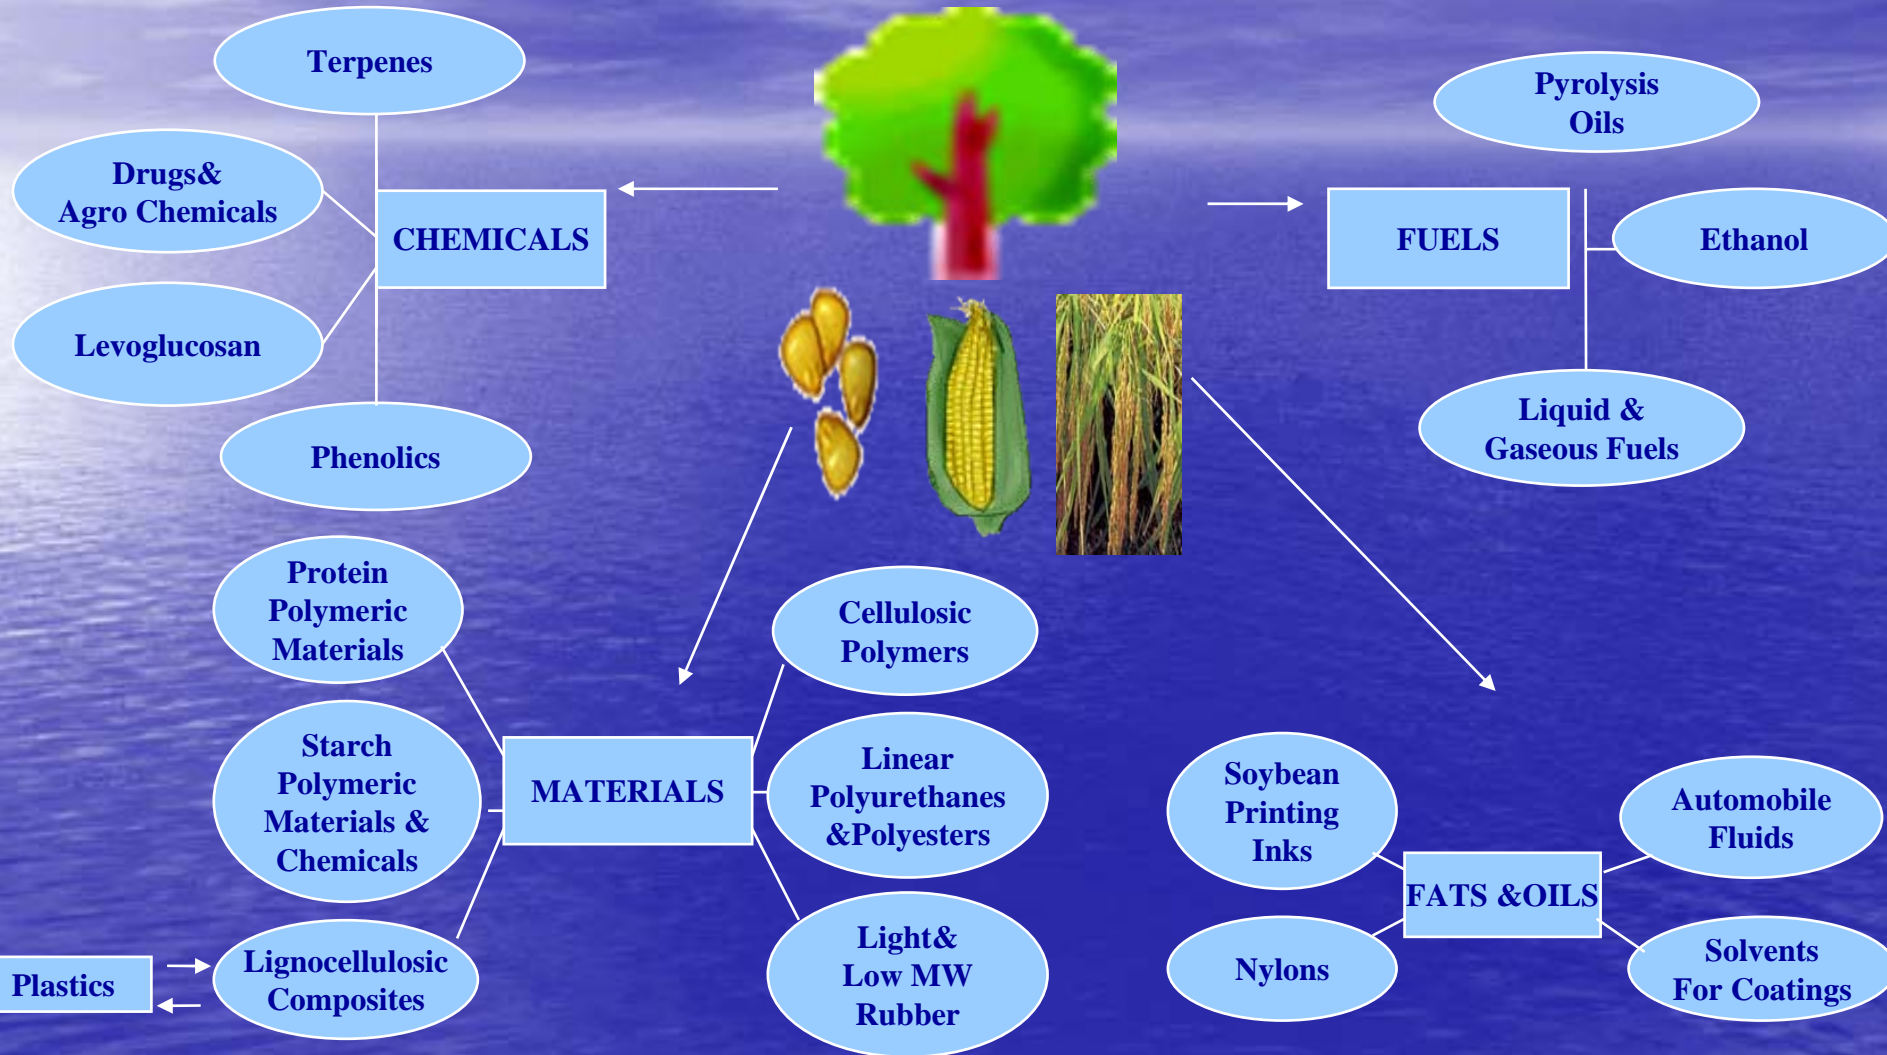 Terpenes
Drugs&
Agro Chemicals
CHEMICALS
Levoglucosan
Phenolics
Pyrolysis
Oils
FUELS
Ethanol
Liquid &
Gaseous Fuels
Protein
Polymeric
Materials
Starch
Polymeric
Materials &
Chemicals
Lignocellulosic
Composites
Plastics
MATERIALS
Cellulosic
Polymers
Linear
Polyurethanes
&Polyesters
Light&
Low MW
Rubber
Soybean
Printing
Inks
Nylons
FATS &OILS
Automobile
Fluids
Solvents
For Coatings